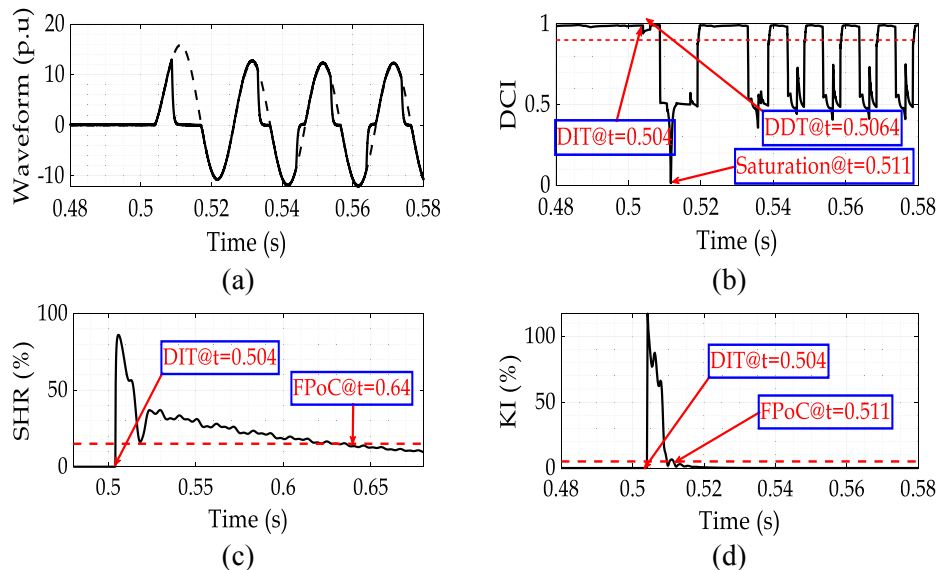 20
10
0
-10
0.48
0.5
0.52
0.54
0.56
0.58
Waveform (p.u)
Time (s)
(a)
1
0.5
0
0.48
0.5
0.52
0.54
0.56
0.58
DCI
DIT@t=0.504
DDT@t=0.5064
Saturation@t=0.511
Time (s)
(b)
100
50
0
0.5
0.55
0.6
0.65
SHR (%)
DIT@t=0.504
FPoC@t=0.64
Time (s)
(c)
100
50
0
0.48
0.5
0.52
0.54
0.56
0.58
KI (%)
DIT@t=0.504
FPoC@t=0.511
Time (s)
(d)